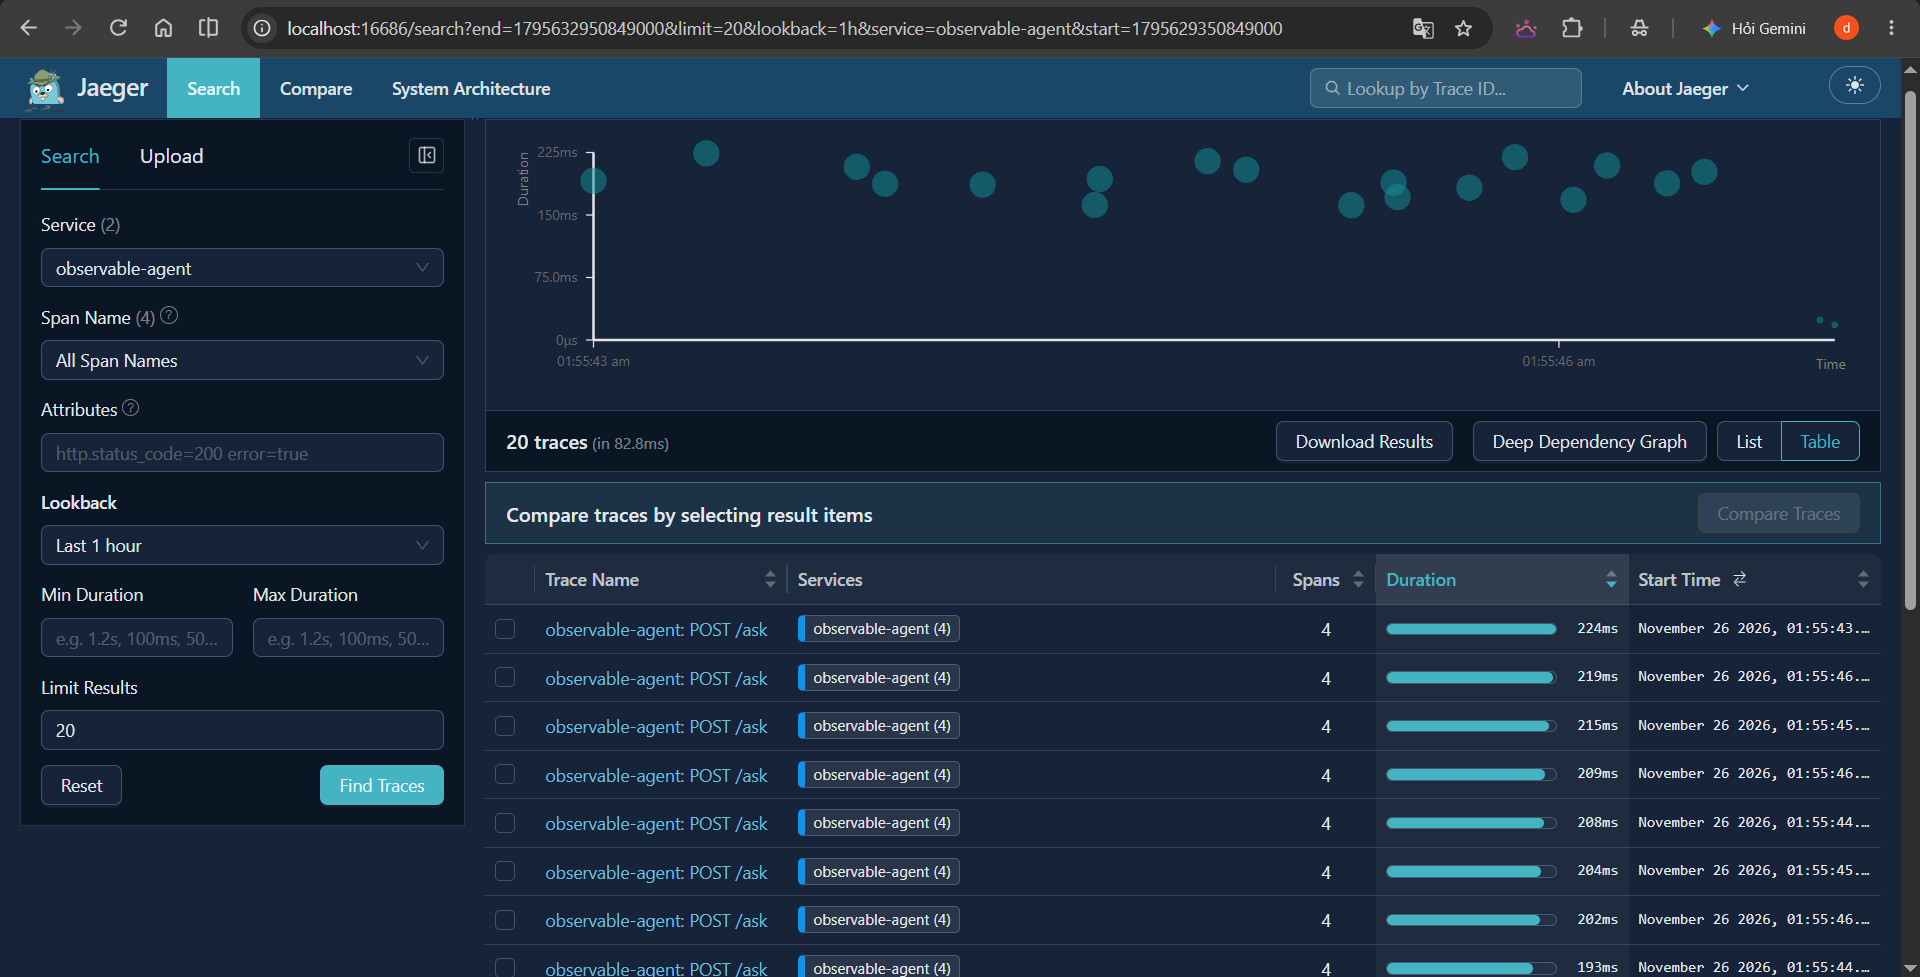 localhost:16686/search?end=1795632950849000&limit=20&lookback=1h&service=observable-agent&start=1795629350849000
Hỏi Gemini
d
Jaeger
Search
Compare
System Architecture
Lookup by Trace ID...
About Jaeger
Search
Upload
Service (2)
observable-agent
Span Name (4)
All Span Names
Attributes
http.status_code=200 error=true
Lookback
Last 1 hour
Min Duration
Max Duration
e.g. 1.2s, 100ms, 50...
e.g. 1.2s, 100ms, 50...
Limit Results
20
Reset
Find Traces
Duration
225ms
150ms
75.0ms
0μs
01:55:43 am
01:55:46 am
Time
20 traces (in 82.8ms)
Download Results
Deep Dependency Graph
List
Table
Compare traces by selecting result items
Compare Traces
Trace Name Services Spans Duration Start Time
observable-agent: POST /ask observable-agent (4) 4 224ms November 26 2026, 01:55:43....
observable-agent: POST /ask observable-agent (4) 4 219ms November 26 2026, 01:55:46....
observable-agent: POST /ask observable-agent (4) 4 215ms November 26 2026, 01:55:45....
observable-agent: POST /ask observable-agent (4) 4 209ms November 26 2026, 01:55:46....
observable-agent: POST /ask observable-agent (4) 4 208ms November 26 2026, 01:55:44....
observable-agent: POST /ask observable-agent (4) 4 204ms November 26 2026, 01:55:45....
observable-agent: POST /ask observable-agent (4) 4 202ms November 26 2026, 01:55:46....
observable-agent: POST /ask observable-agent (4) 4 193ms November 26 2026, 01:55:44....